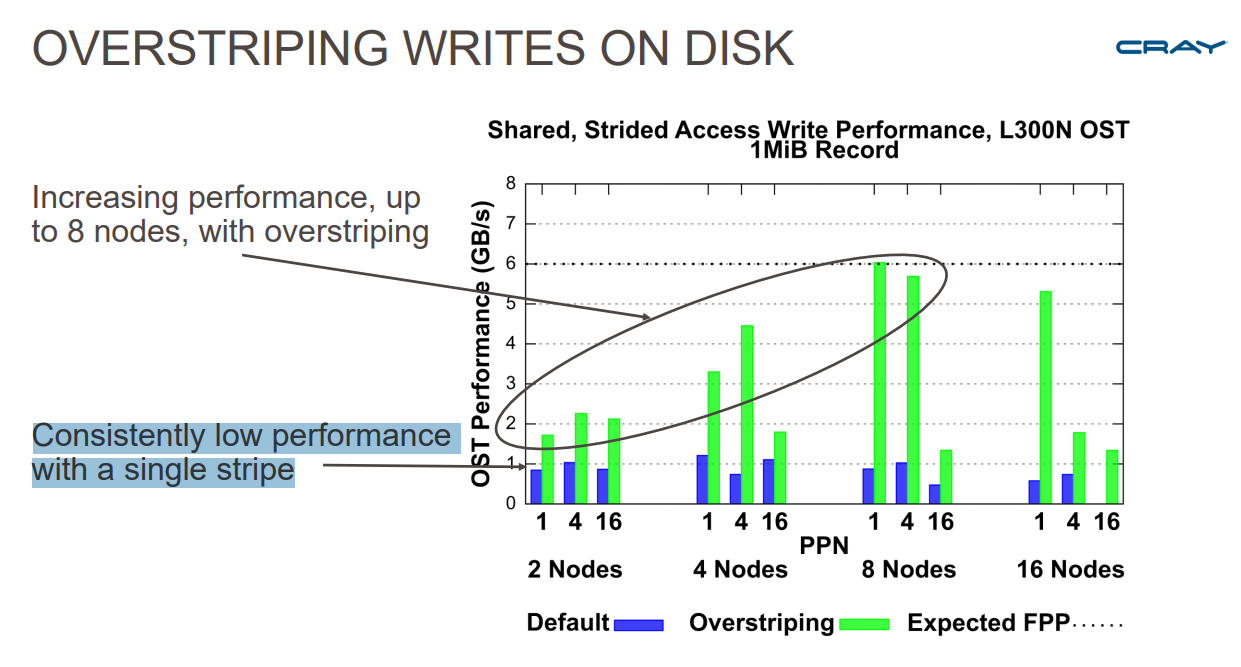 OVERSTRIPING WRITES ON DISK
CRAY
Shared, Strided Access Write Performance, L300N OST
1MiB Record
Increasing performance, up
to 8 nodes, with overstriping
Consistently low performance
with a single stripe
OST Performance (GB/s)
8
7
6
5
4
3
2
1
0
1 4 16 1 4 16 1 4 16 1 4 16
PPN
2 Nodes 4 Nodes 8 Nodes 16 Nodes
Default Overstriping Expected FPP